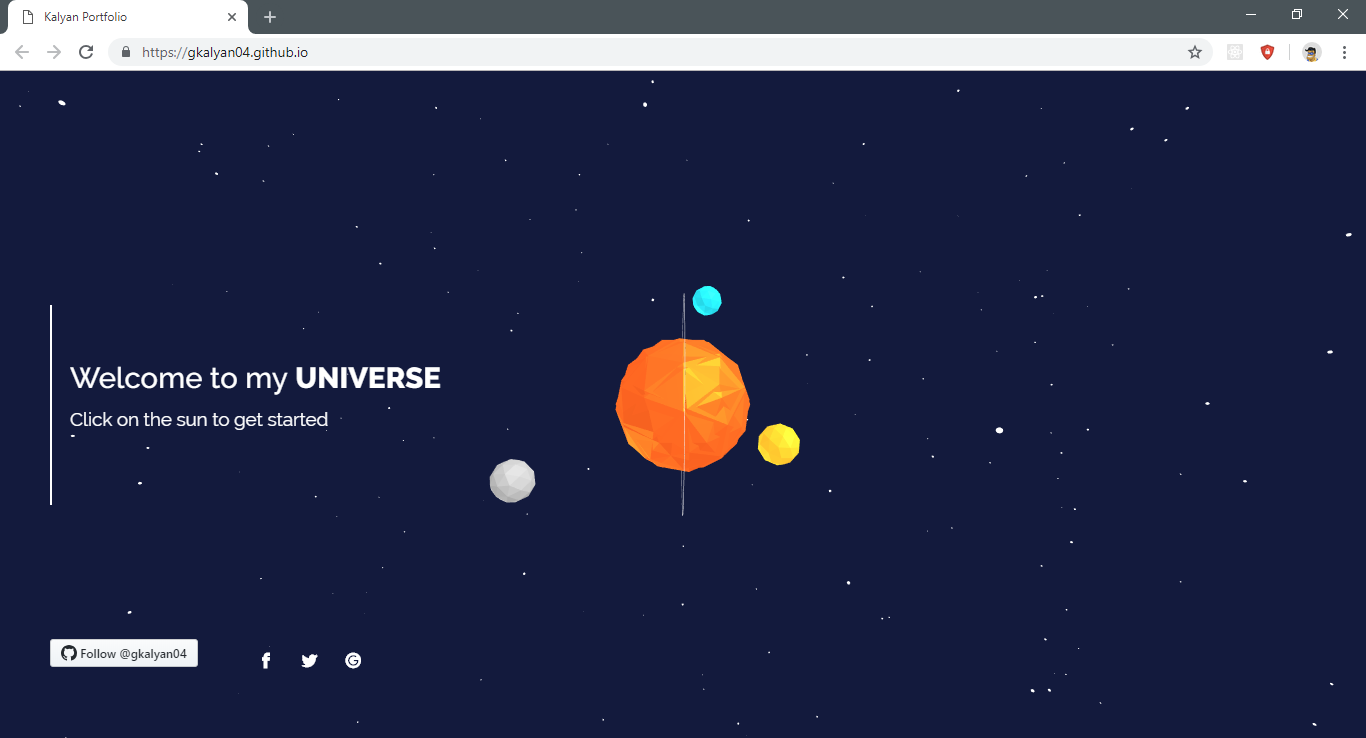 Kalyan Portfolio
https://gkalyan04.github.io
Welcome to my UNIVERSE
Click on the sun to get started
Follow @gkalyan04